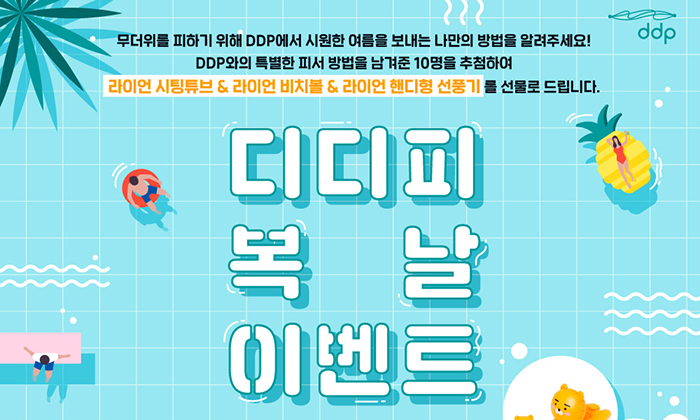 무더위를 피하기 위해 DDP에서 시원한 여름을 보내는 나만의 방법을 알려주세요!
DDP와의 특별한 피서 방법을 남겨준 10명을 추첨하여
라이언 시팅튜브 & 라이언 비치볼 & 라이언 핸디형 선풍기 를 선물로 드립니다.
ddp
디디피
복 날
이벤트